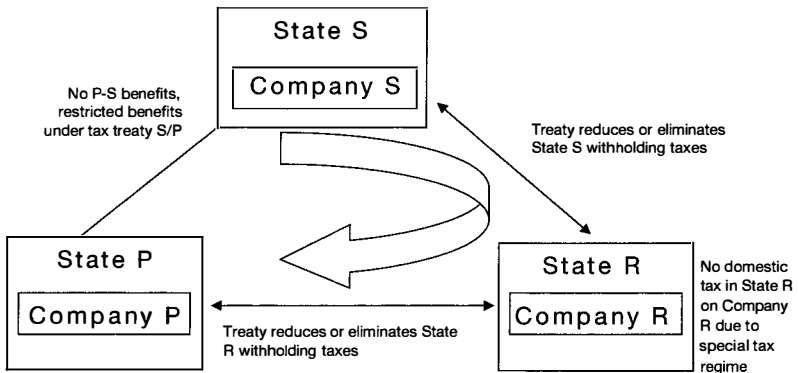 State S
Company S
No P-S benefits,
restricted benefits
under tax treaty S/P
Treaty reduces or eliminates
State S withholding taxes
State P
Company P
Treaty reduces or eliminates State
R withholding taxes
State R
Company R
No domestic
tax in State R
on Company
R due to
special tax
regime